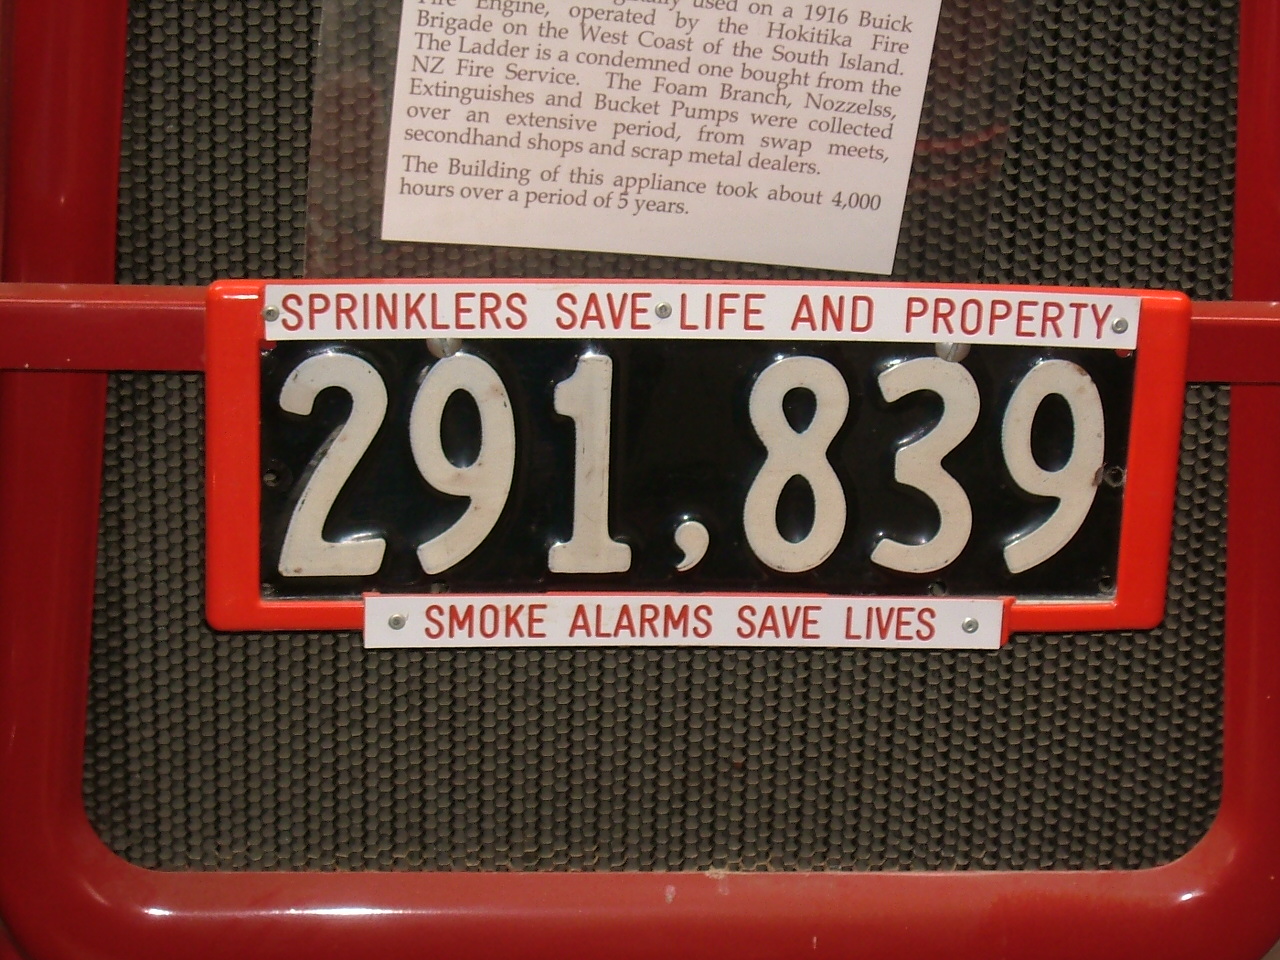 used on a 1916 Buick
Fire Engine, operated by the Hokitika Fire
Brigade on the West Coast of the South Island.
The Ladder is a condemned one bought from the
NZ Fire Service. The Foam Branch, Nozzelss,
Extinguishes and Bucket Pumps were collected
over an extensive period, from swap meets,
secondhand shops and scrap metal dealers.
The Building of this appliance took about 4,000
hours over a period of 5 years.
SPRINKLERS SAVE LIFE AND PROPERTY
291,839
SMOKE ALARMS SAVE LIVES